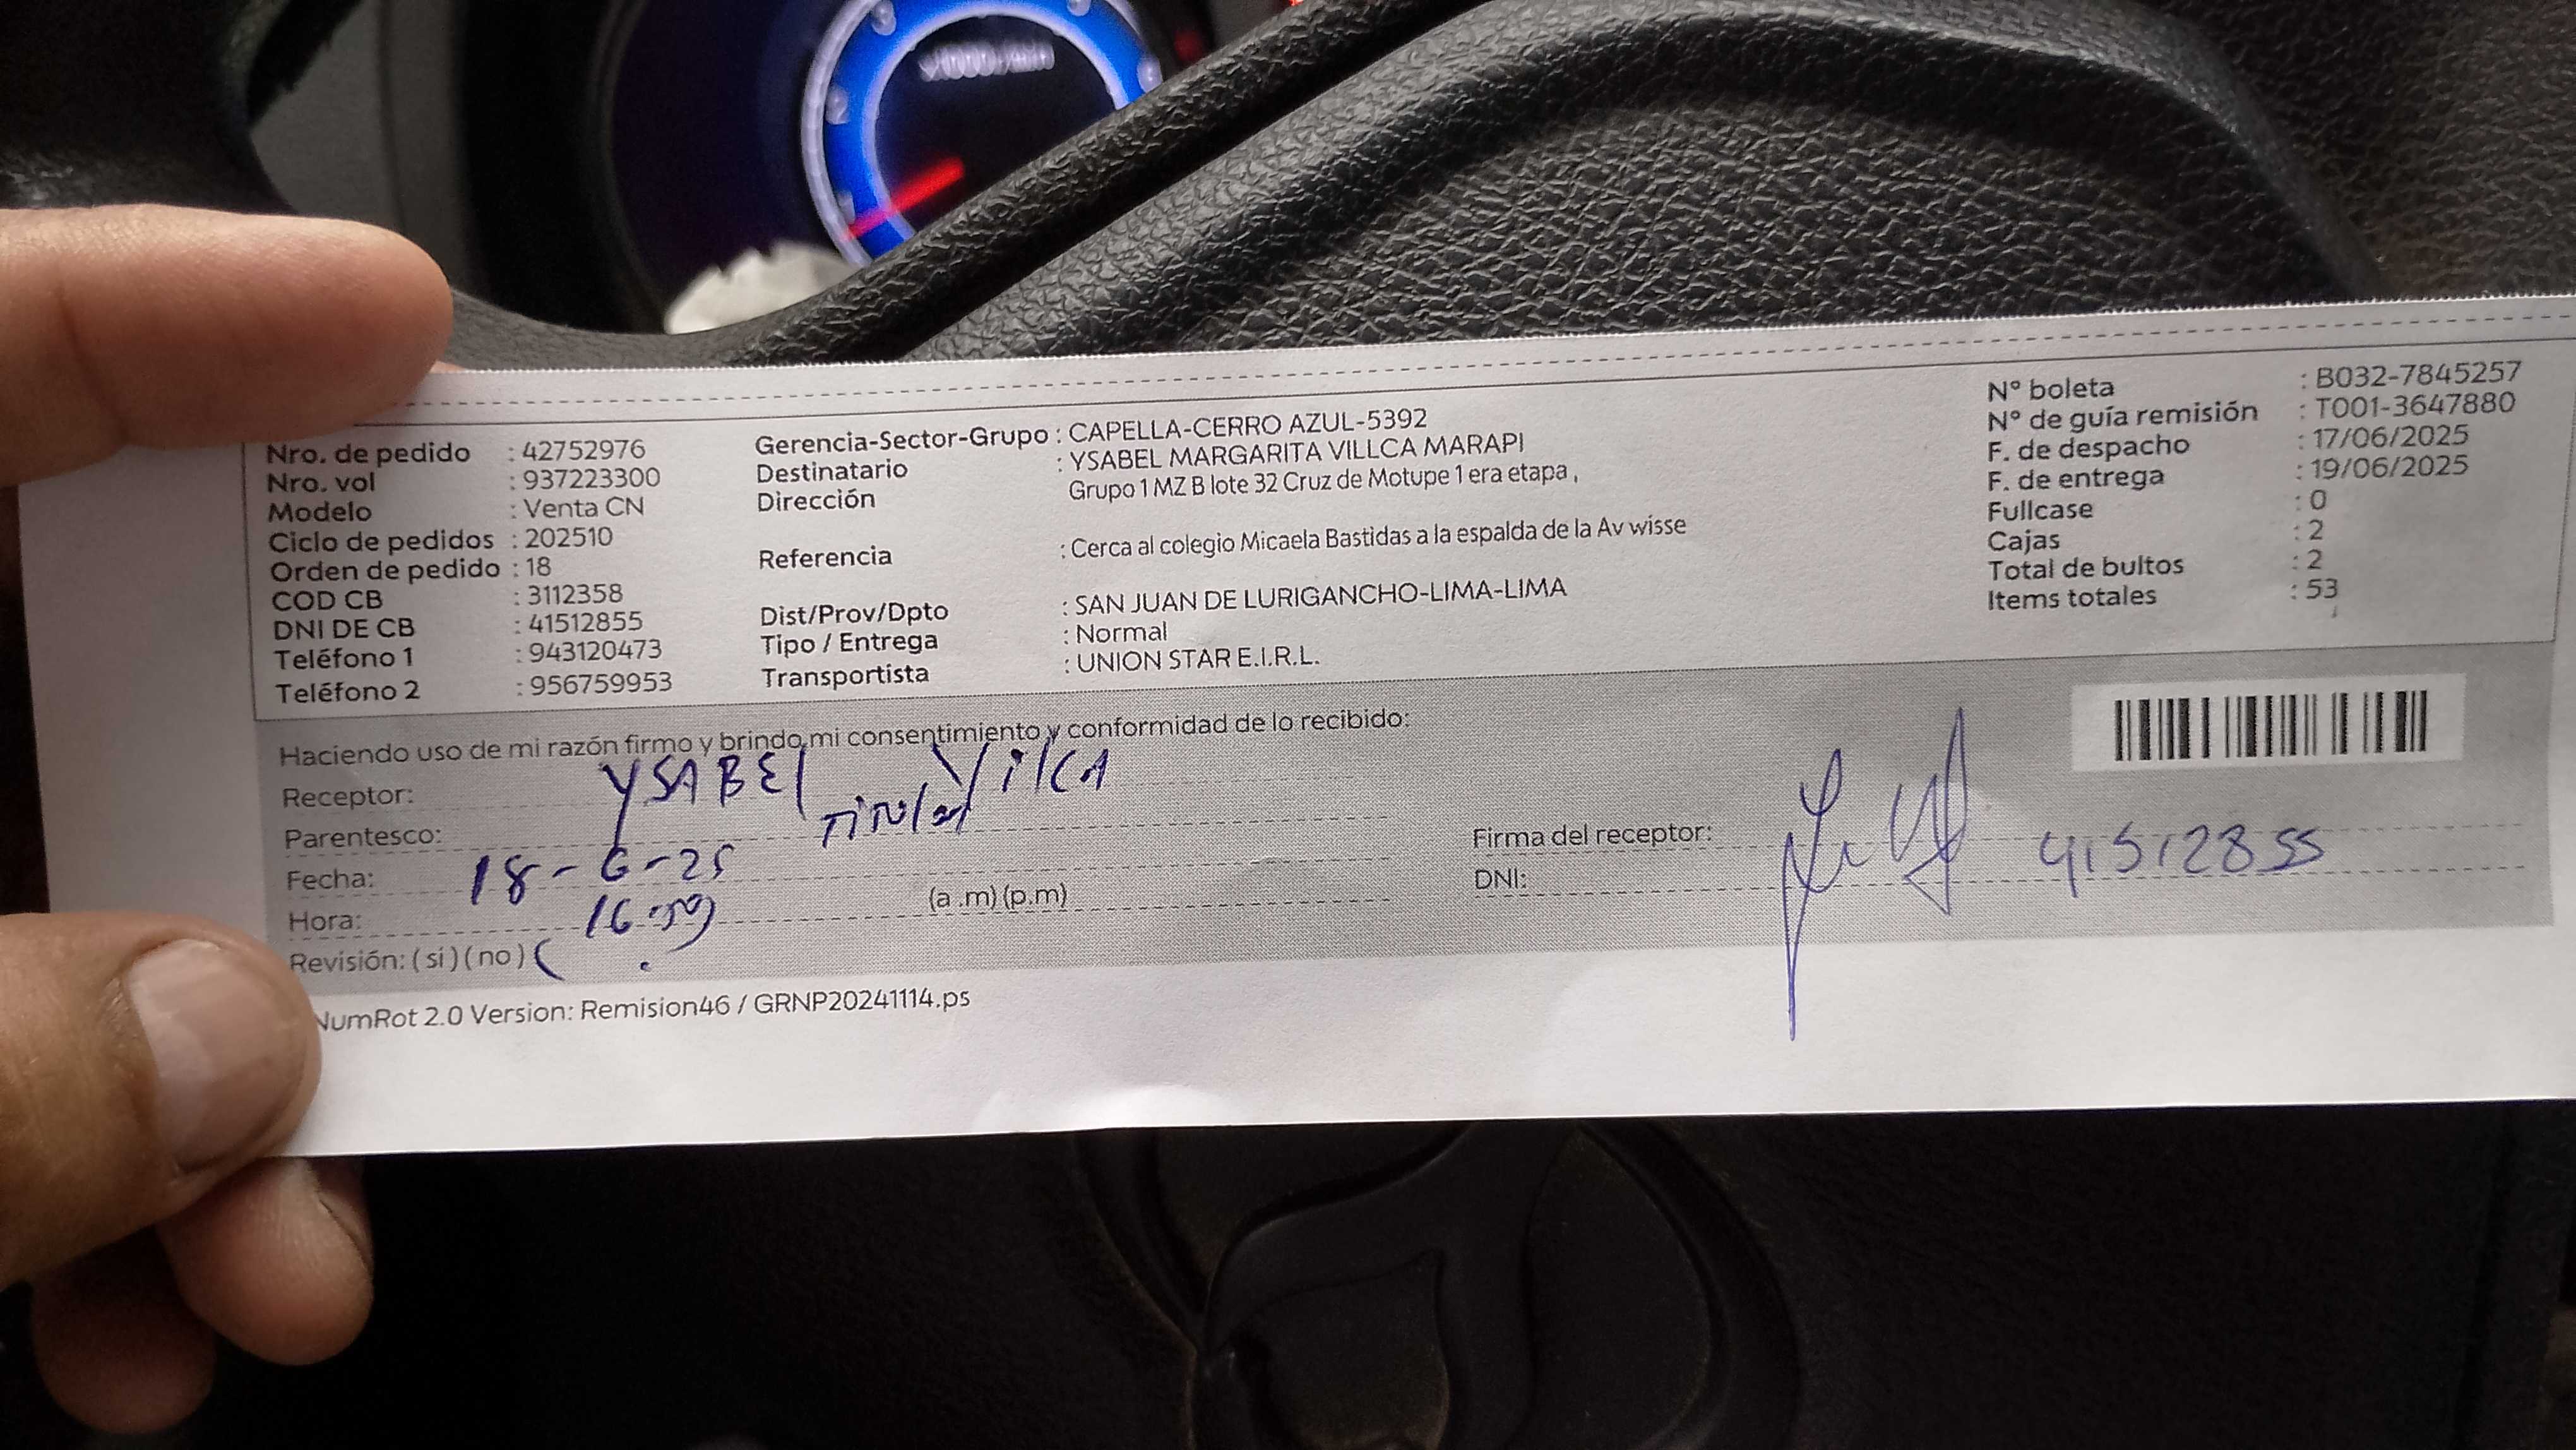 Nro. de pedido : 42752976
Nro. vol : 937223300
Modelo : Venta CN
Ciclo de pedidos : 202510
Orden de pedido : 18
COD CB : 3112358
DNI DE CB : 41512855
Teléfono 1 : 943120473
Teléfono 2 : 956759953
Gerencia-Sector-Grupo : CAPELLA-CERRO AZUL-5392
Destinatario : YSABEL MARGARITA VILLCA MARAPI
Dirección Grupo 1 MZ B lote 32 Cruz de Motupe 1 era etapa ,
Referencia : Cerca al colegio Micaela Bastidas a la espalda de la Av wisse
Dist/Prov/Dpto : SAN JUAN DE LURIGANCHO-LIMA-LIMA
Tipo / Entrega : Normal
Transportista : UNION STAR E.I.R.L.
N° boleta : B032-7845257
N° de guía remisión : T001-3647880
F. de despacho : 17/06/2025
F. de entrega : 19/06/2025
Fullcase : 0
Cajas : 2
Total de bultos : 2
Items totales : 53
Haciendo uso de mi razón firmo y brindo mi consentimiento y conformidad de lo recibido:
Receptor: YSABEl VilCA
Parentesco: Titular
Fecha: 18-6-25
Hora: (a .m) (p.m)
Revisión: ( si ) ( no )
Firma del receptor:
DNI: 41512855
NumRot 2.0 Version: Remision46 / GRNP20241114.ps